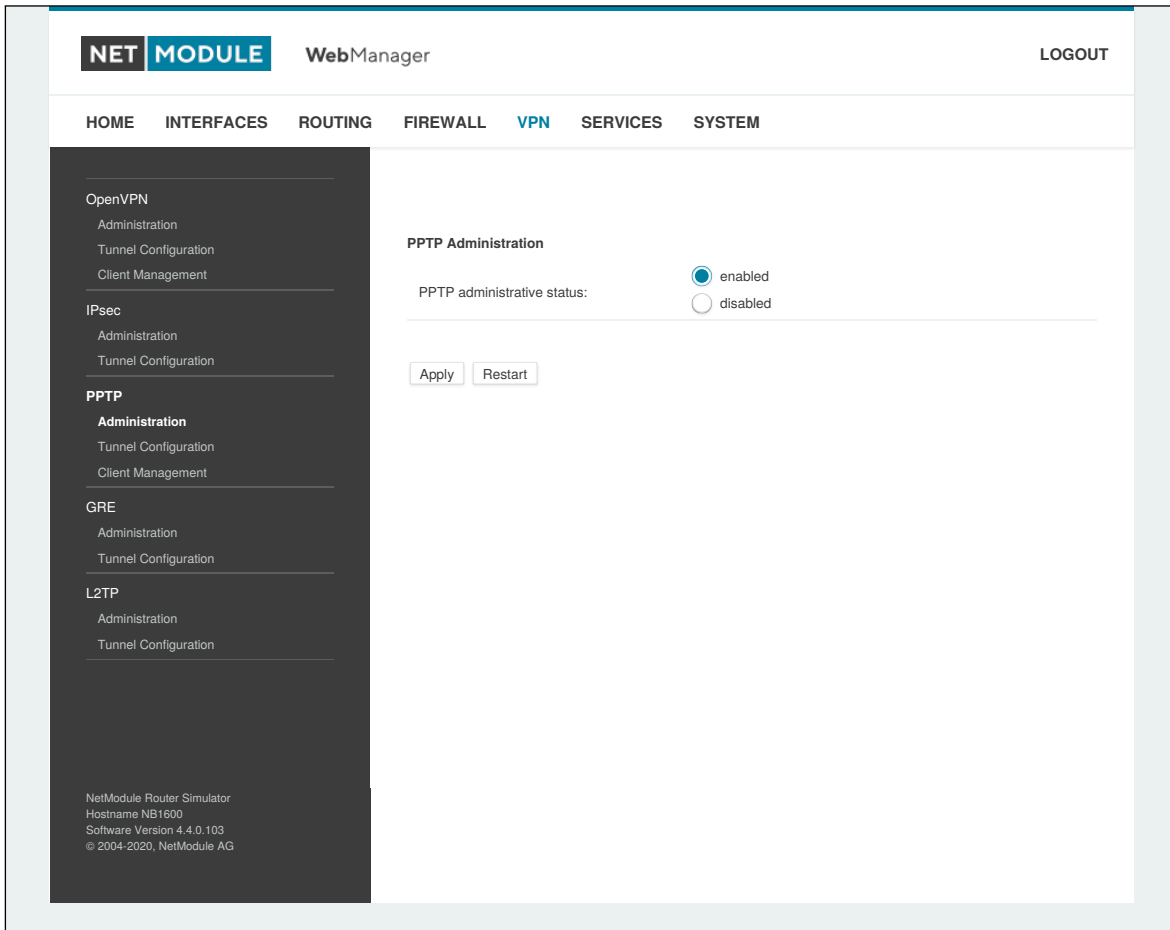 NET MODULE WebManager LOGOUT
HOME INTERFACES ROUTING FIREWALL VPN SERVICES SYSTEM
OpenVPN
Administration
Tunnel Configuration
Client Management
IPsec
Administration
Tunnel Configuration
PPTP
Administration
Tunnel Configuration
Client Management
GRE
Administration
Tunnel Configuration
L2TP
Administration
Tunnel Configuration
NetModule Router Simulator
Hostname NB1600
Software Version 4.4.0.103
© 2004-2020, NetModule AG
PPTP Administration
PPTP administrative status:
enabled
disabled
Apply Restart